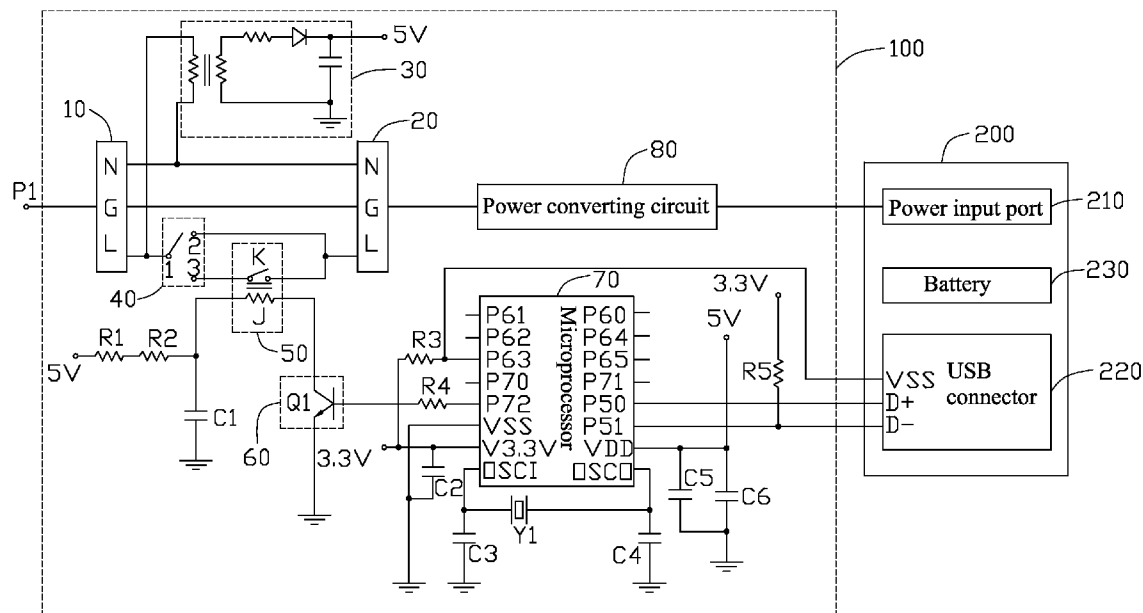 5V
30
100
10
20
N
G
L
N
G
L
P1
80
Power converting circuit
200
Power input port
210
Battery
230
USB
connector
220
VSS
D+
D-
1
2
3
40
K
J
50
5V
R1
R2
C1
Q1
60
R3
R4
70
Microprocessor
P61
P62
P63
P70
P72
VSS
V3.3V
OSCI
P60
P64
P65
P71
P50
P51
VDD
OSCO
3.3V
3.3V
5V
R5
C2
C3
Y1
C4
C5
C6